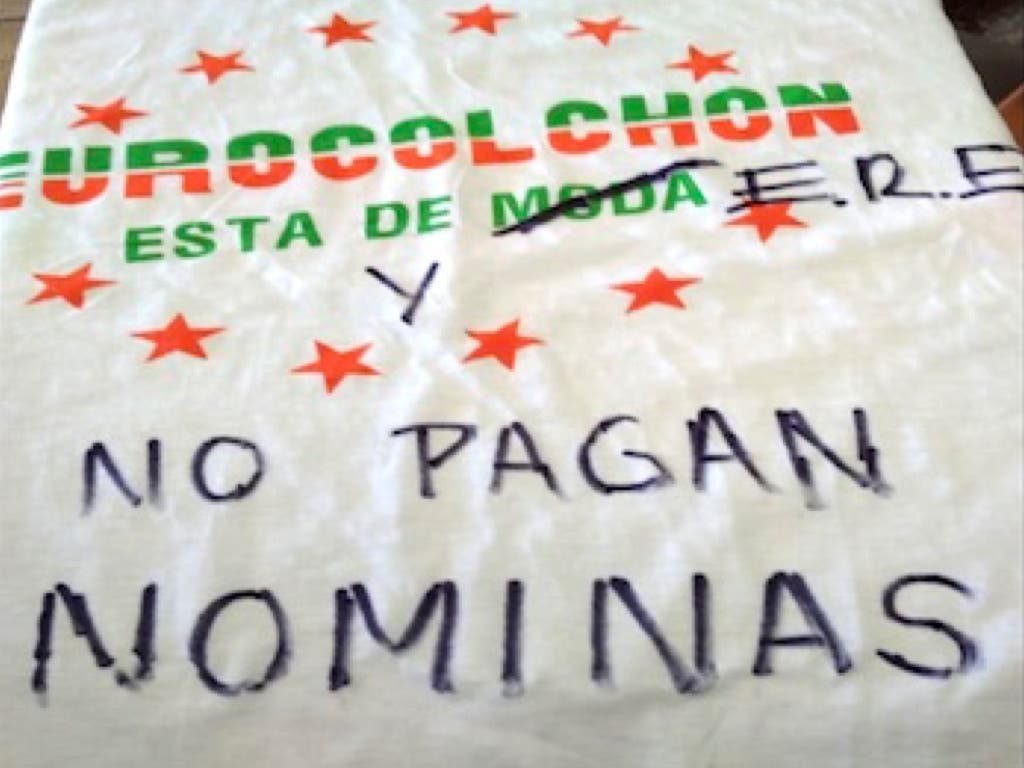 EUROCOLCHON
ESTA DE MODA E.R.E
Y
NO PAGAN
NOMINAS